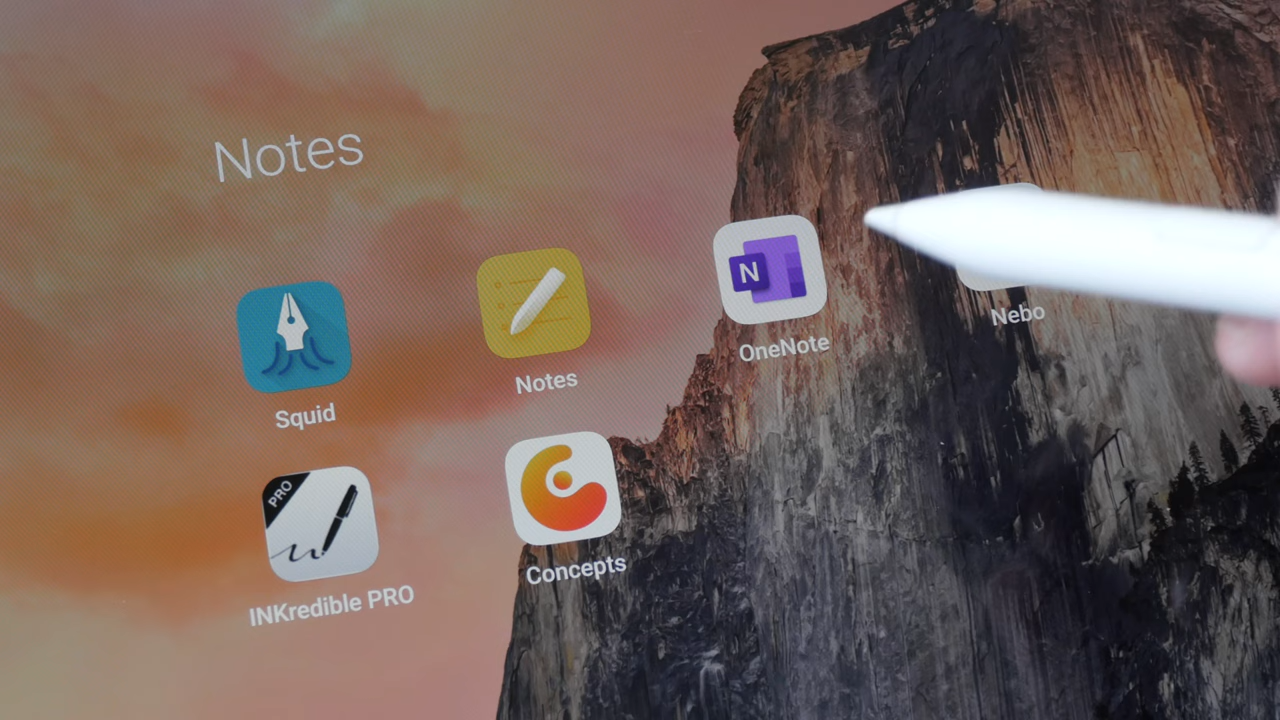 Notes
Squid
Notes
N
OneNote
Nebo
PRO
INKredible PRO
Concepts